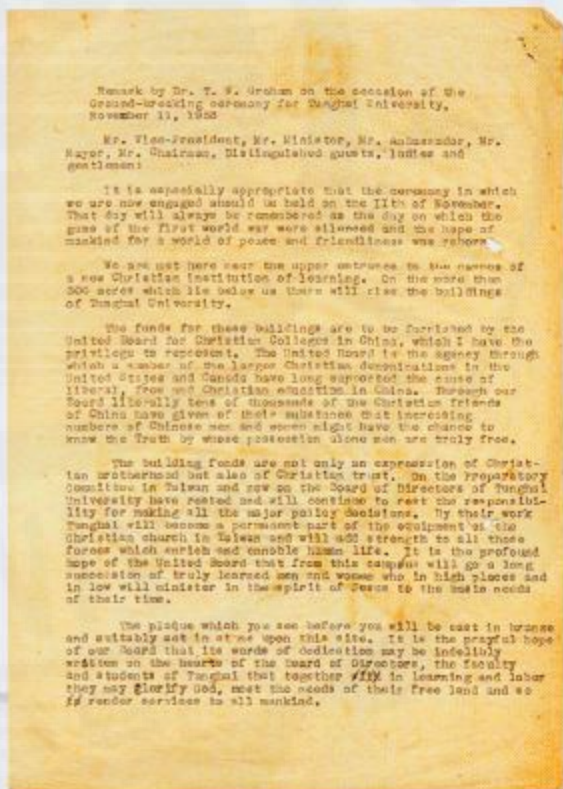 Remark by Dr. T. W. Graham on the occasion of the
Ground-breaking ceremony for Tunghai University,
November 11, 1953
Mr. Vice-President, Mr. Minister, Mr. Ambassador, Mr.
Mayor, Mr. Chairman, Distinguished guests, ladies and
gentlemen:
It is especially appropriate that the ceremony in which
we are now engaged should be held on the IIth of November.
That day will always be remembered as the day on which the
guns of the first world war were silenced and the hope of
mankind for a world of peace and friendliness was reborn
We are met here near the upper entrance to the campus of
a new Christian institution of learning. On the more than
300 acres which lie below us there will rise the buildings
of Tunghai University.
The funds for these buildings are to be furnished by the
United Board for Christian Colleges in China, which I have the
privilege to represent. The United Board is the agency through
which a number of the larger Christian denominations in the
United States and Canada have long supported the cause of
liberal, free and Christian education in China. Through our
Board literally tens of thousands of the Christian friends
of China have given of their substance that increasing
numbers of Chinese men and women might have the chance to
know the Truth by whose possession alone men are truly free.
The building funds are not only an expression of Christ-
ian brotherhood but also of Christian trust. On the Preparatory
Committee in Taiwan and now on the Board of Directors of Tunghai
University have rested and will continue to rest the responsibi-
lity for making all the major policy decisions. By their work
Tunghai will become a permanent part of the equipment of the
Christian church in Taiwan and will add strength to all those
forces which enrich and ennoble human life. It is the profound
hope of the United Board that from this campus will go a long
succession of truly learned men and women who in high places and
in low will minister in the spirit of Jesus to the basic needs
of their time.
The plaque which you see before you will be cast in bronze
and suitably set in stone upon this site. It is the prayful hope
of our Board that its words of dedication may be indelibly
written on the hearts of the Board of Directors, the faculty
and students of Tunghai that together in learning and labor
they may glorify God, meet the needs of their free land and so
render services to all mankind.